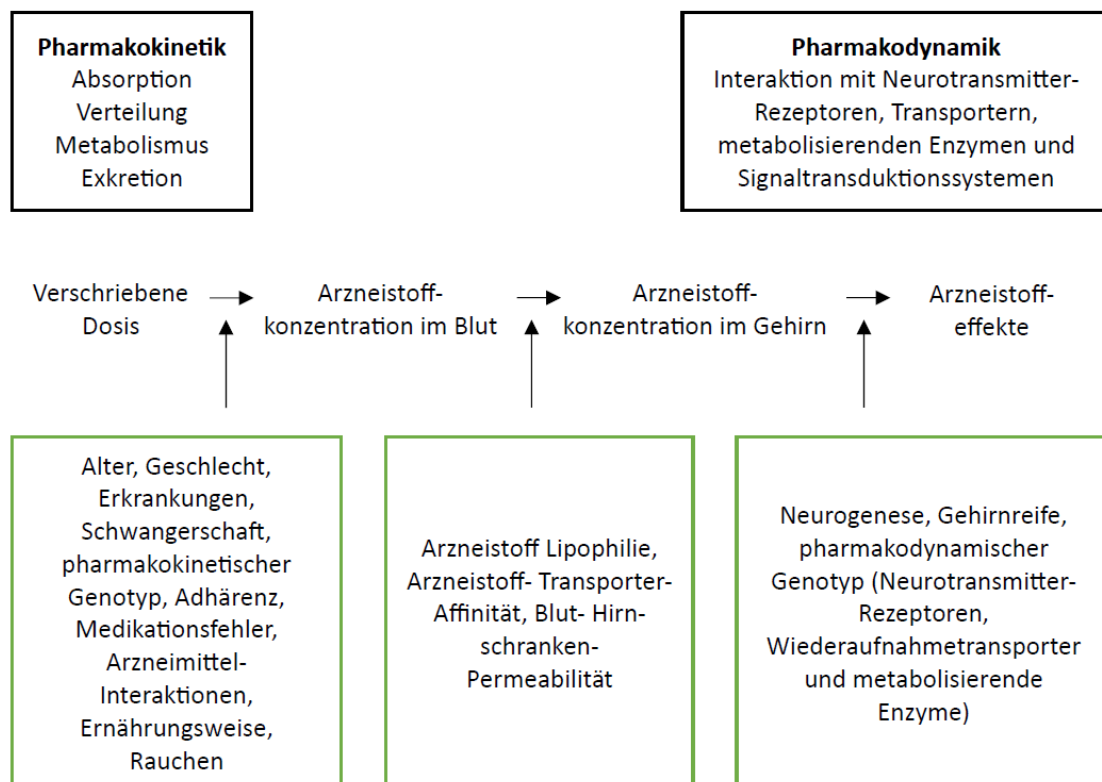 Pharmakokinetik
Absorption
Verteilung
Metabolismus
Exkretion
Pharmakodynamik
Interaktion mit Neurotransmitter-
Rezeptoren, Transportern,
metabolisierenden Enzymen und
Signaltransduktionssystemen
Verschriebene
Dosis
Arzneistoff-
konzentration im Blut
Arzneistoff-
konzentration im Gehirn
Arzneistoff-
effekte
Alter, Geschlecht,
Erkrankungen,
Schwangerschaft,
pharmakokinetischer
Genotyp, Adhärenz,
Medikationsfehler,
Arzneimittel-
Interaktionen,
Ernährungsweise,
Rauchen
Arzneistoff Lipophilie,
Arzneistoff- Transporter-
Affinität, Blut- Hirn-
schranken-
Permeabilität
Neurogenese, Gehirnreife,
pharmakodynamischer
Genotyp (Neurotransmitter-
Rezeptoren,
Wiederaufnahmetransporter
und metabolisierende
Enzyme)